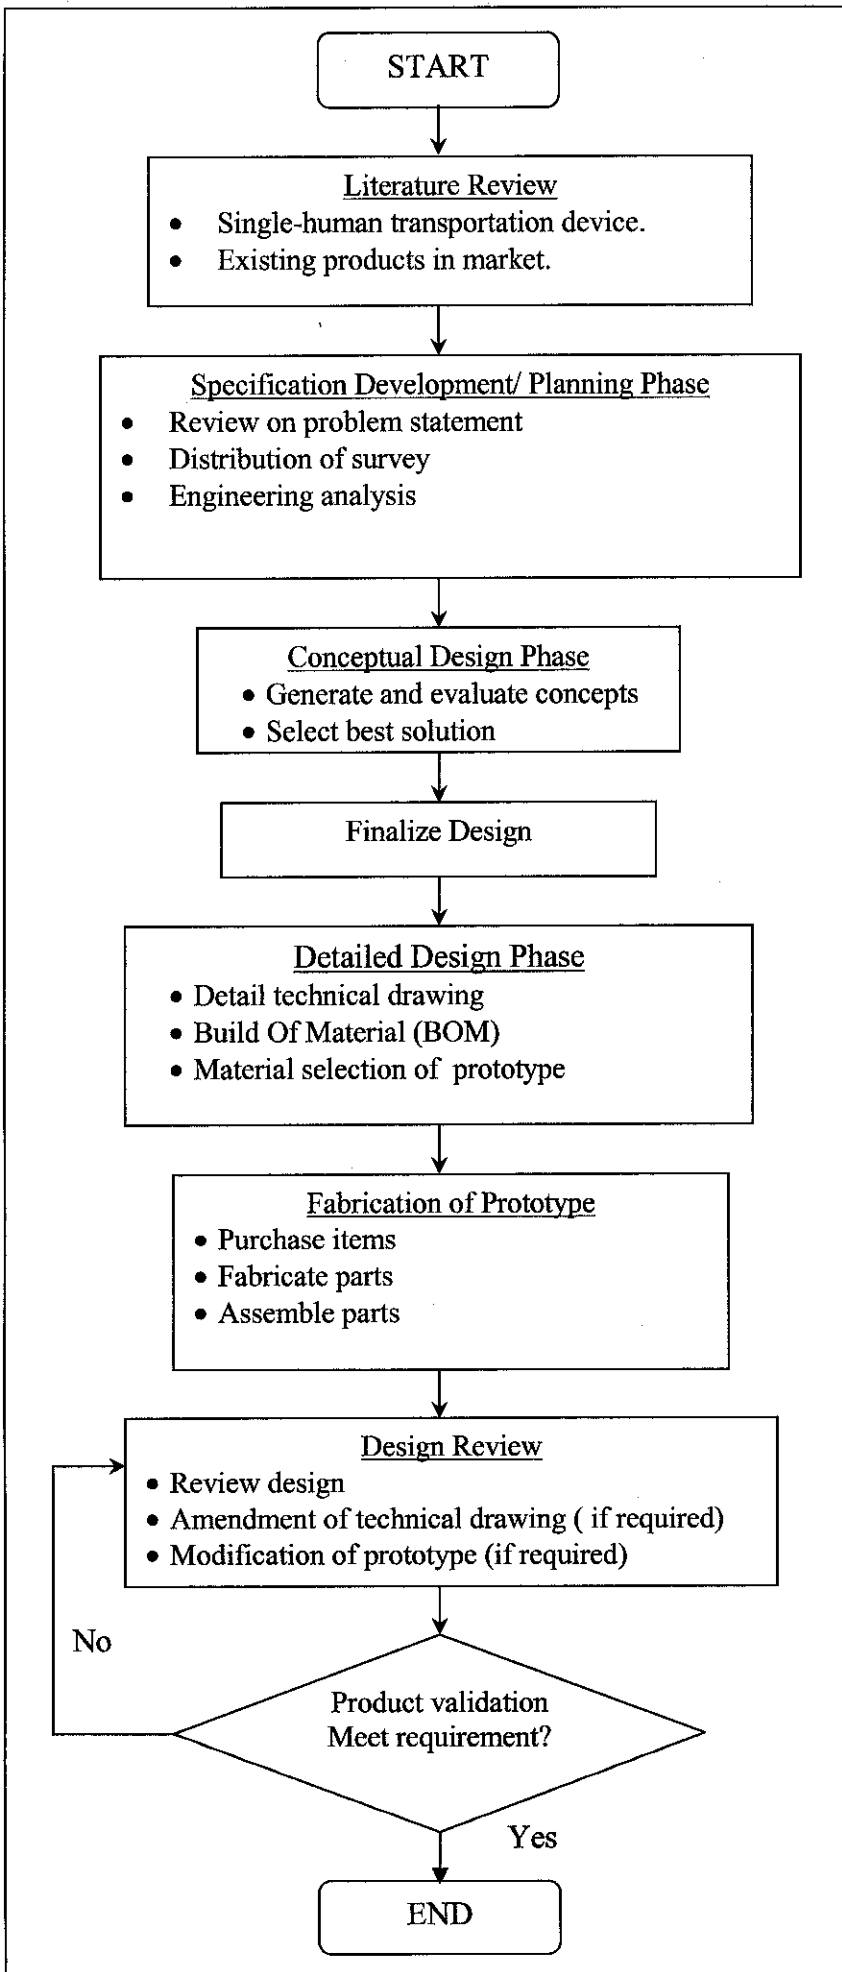 START
Literature Review
• Single-human transportation device.
• Existing products in market.
Specification Development/ Planning Phase
• Review on problem statement
• Distribution of survey
• Engineering analysis
Conceptual Design Phase
• Generate and evaluate concepts
• Select best solution
Finalize Design
Detailed Design Phase
• Detail technical drawing
• Build Of Material (BOM)
• Material selection of prototype
Fabrication of Prototype
• Purchase items
• Fabricate parts
• Assemble parts
Design Review
• Review design
• Amendment of technical drawing ( if required)
• Modification of prototype (if required)
No
Product validation
Meet requirement?
Yes
END